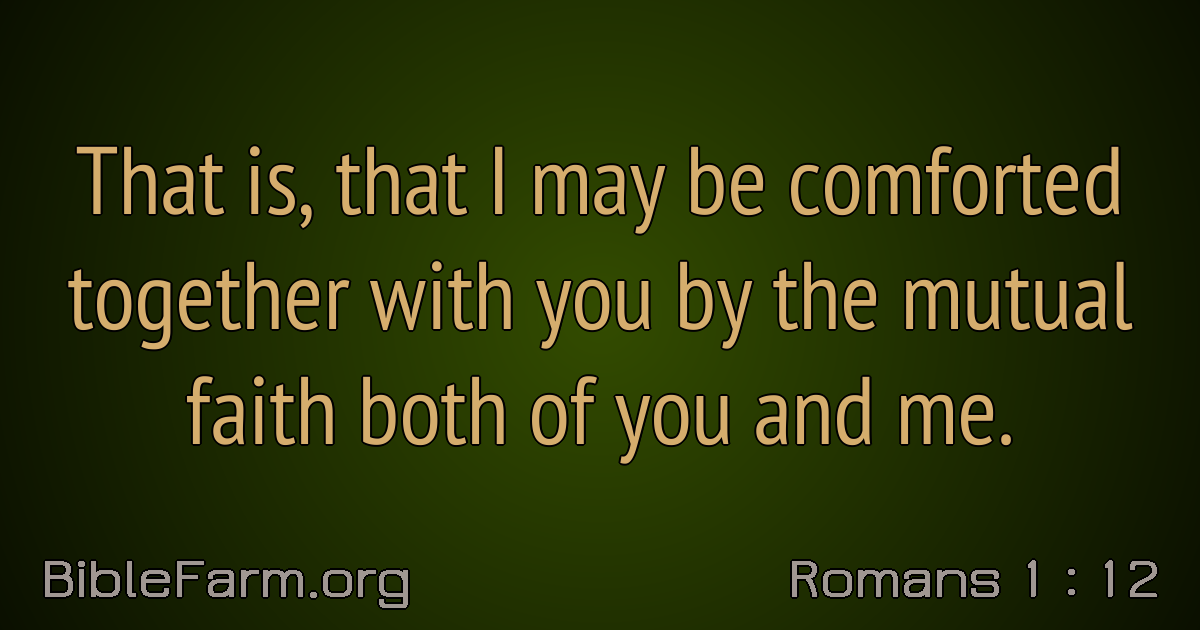 That is, that I may be comforted
together with you by the mutual
faith both of you and me.
BibleFarm.org
Romans 1 : 12